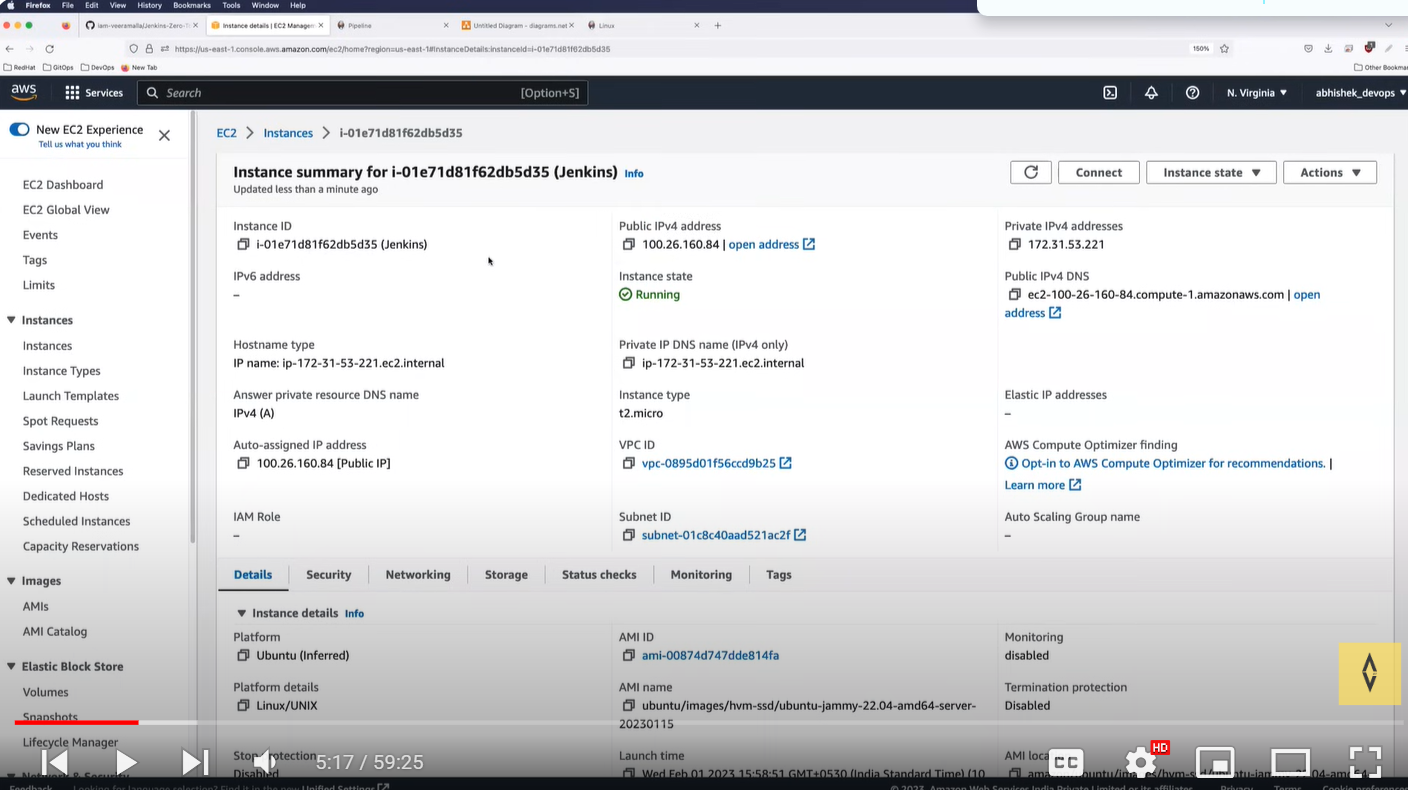 Firefox File Edit View History Bookmarks Tools Window Help
iam-veeramalla/Jenkins-Zero-T
Instance details | EC2 Manager
Pipeline
Untitled Diagram - diagrams.net
Linux
https://us-east-1.console.aws.amazon.com/ec2/home?region=us-east-1#InstanceDetails:instanceId=i-01e71d81f62db5d35
150%
RedHat GitOps DevOps New Tab
Other Bookmar
aws Services Search [Option+S]
N. Virginia ▼ abhishek_devops ▼
New EC2 Experience
Tell us what you think
EC2 Dashboard
EC2 Global View
Events
Tags
Limits
Instances
Instances
Instance Types
Launch Templates
Spot Requests
Savings Plans
Reserved Instances
Dedicated Hosts
Scheduled Instances
Capacity Reservations
Images
AMIs
AMI Catalog
Elastic Block Store
Volumes
Snapshots
Lifecycle Manager
Network & Security
EC2 > Instances > i-01e71d81f62db5d35
Instance summary for i-01e71d81f62db5d35 (Jenkins) Info
Updated less than a minute ago
Connect
Instance state ▼
Actions ▼
Instance ID
i-01e71d81f62db5d35 (Jenkins)
Public IPv4 address
100.26.160.84 | open address
Private IPv4 addresses
172.31.53.221
IPv6 address
–
Instance state
Running
Public IPv4 DNS
ec2-100-26-160-84.compute-1.amazonaws.com | open
address
Hostname type
IP name: ip-172-31-53-221.ec2.internal
Private IP DNS name (IPv4 only)
ip-172-31-53-221.ec2.internal
Answer private resource DNS name
IPv4 (A)
Instance type
t2.micro
Elastic IP addresses
–
Auto-assigned IP address
100.26.160.84 [Public IP]
VPC ID
vpc-0895d01f56ccd9b25
AWS Compute Optimizer finding
Opt-in to AWS Compute Optimizer for recommendations. |
Learn more
IAM Role
–
Subnet ID
subnet-01c8c40aad521ac2f
Auto Scaling Group name
–
Details Security Networking Storage Status checks Monitoring Tags
Instance details Info
Platform
Ubuntu (Inferred)
AMI ID
ami-00874d747dde814fa
Monitoring
disabled
Platform details
Linux/UNIX
AMI name
ubuntu/images/hvm-ssd/ubuntu-jammy-22.04-amd64-server-
20230115
Termination protection
Disabled
Stop protection
Disabled
Launch time
Wed Feb 01 2023 15:58:51 GMT+0530 (India Standard Time) (10
AMI loca
5:17 / 59:25
CC
HD
Feedback Looking for language selection? Find it in the new Unified Settings
© 2023, Amazon Web Services India Private Limited or its affiliates. Privacy Terms Cookie preferences